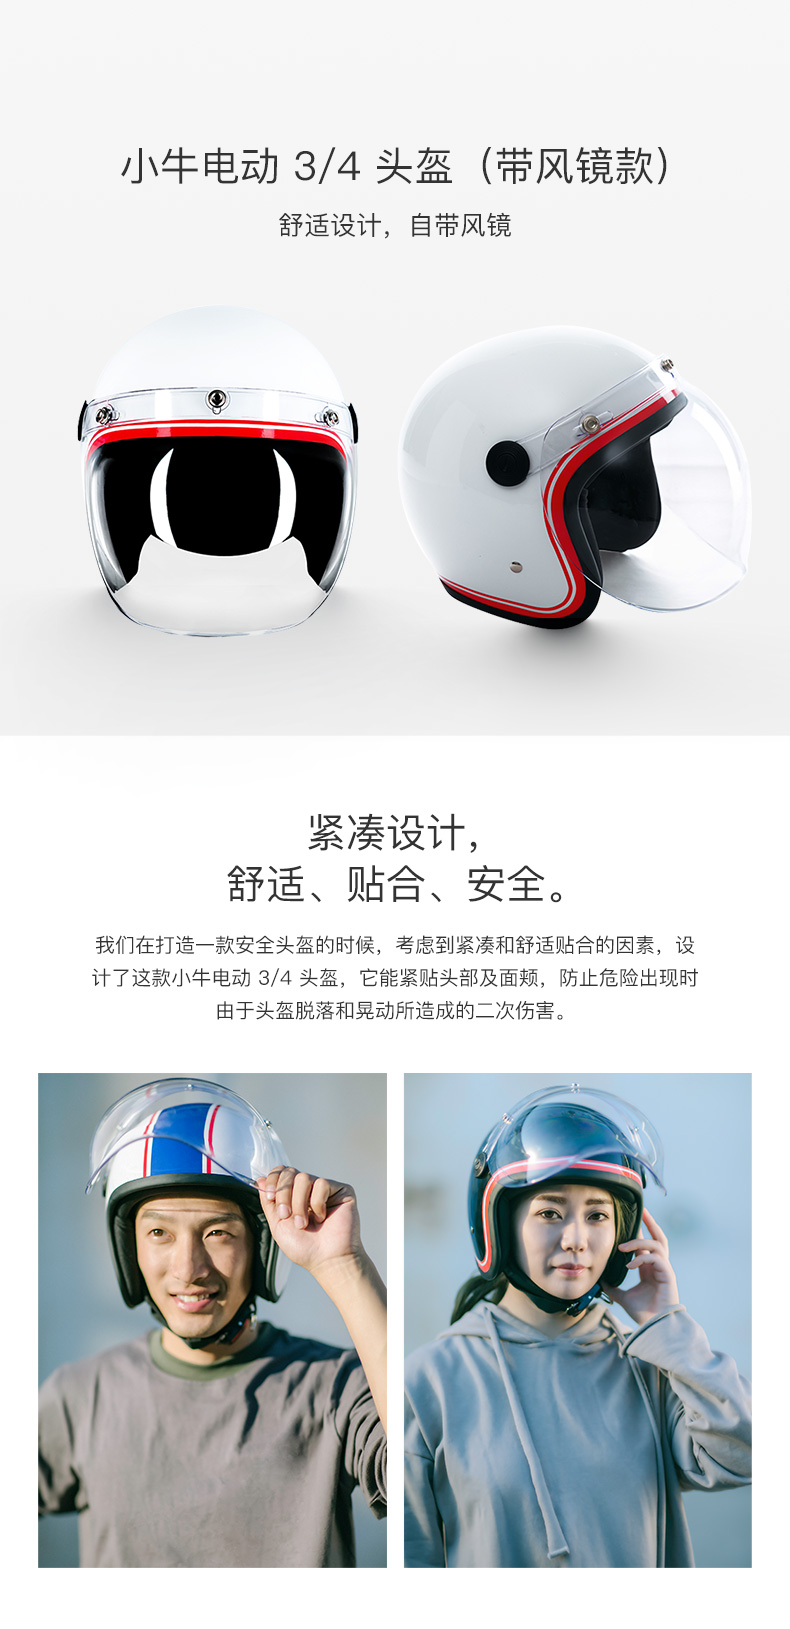 小牛电动 3/4 头盔（带风镜款）
舒适设计，自带风镜
紧凑设计，
舒适、贴合、安全。
我们在打造一款安全头盔的时候，考虑到紧凑和舒适贴合的因素，设
计了这款小牛电动 3/4 头盔，它能紧贴头部及面颊，防止危险出现时
由于头盔脱落和晃动所造成的二次伤害。